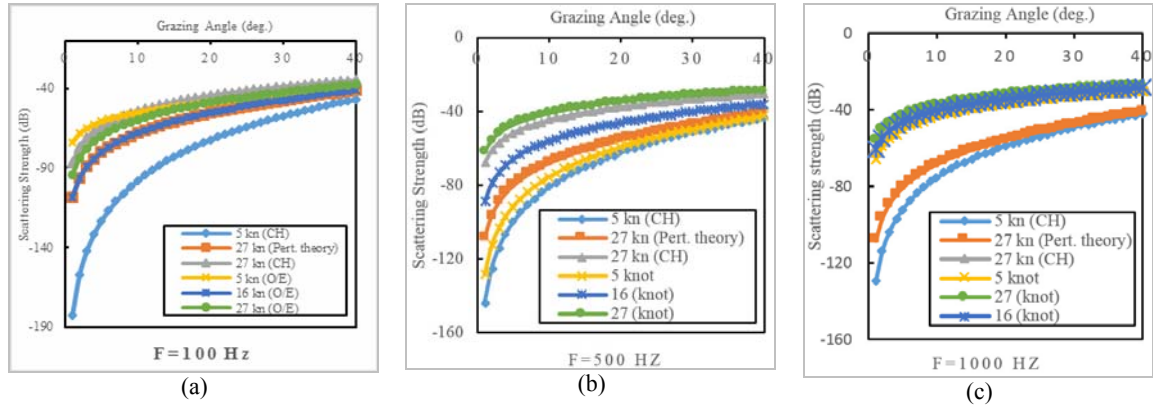 Grazing Angle (deg.)
0
10
20
30
40
-40
-90
-140
-190
Scattering Strength (dB)
5 kn (CH)
27 kn (Pert. theory)
27 kn (CH)
5 kn (O/E)
16 kn (O/E)
27 kn (O/E)
F=100 Hz
(a)
Grazing Angle (deg.)
0
10
20
30
40
0
-40
-80
-120
-160
Scattering Strength (dB)
5 kn (CH)
27 kn (Pert. theory)
27 kn (CH)
5 knot
16 (knot)
27 (knot)
F=500 HZ
(b)
Grazing Angle (deg.)
0
10
20
30
40
0
-40
-80
-120
-160
Scattering strength (dB)
5 kn (CH)
27 kn (Pert. theory)
27 kn (CH)
5 knot
27 (knot)
16 (knot)
F=1000 HZ
(c)